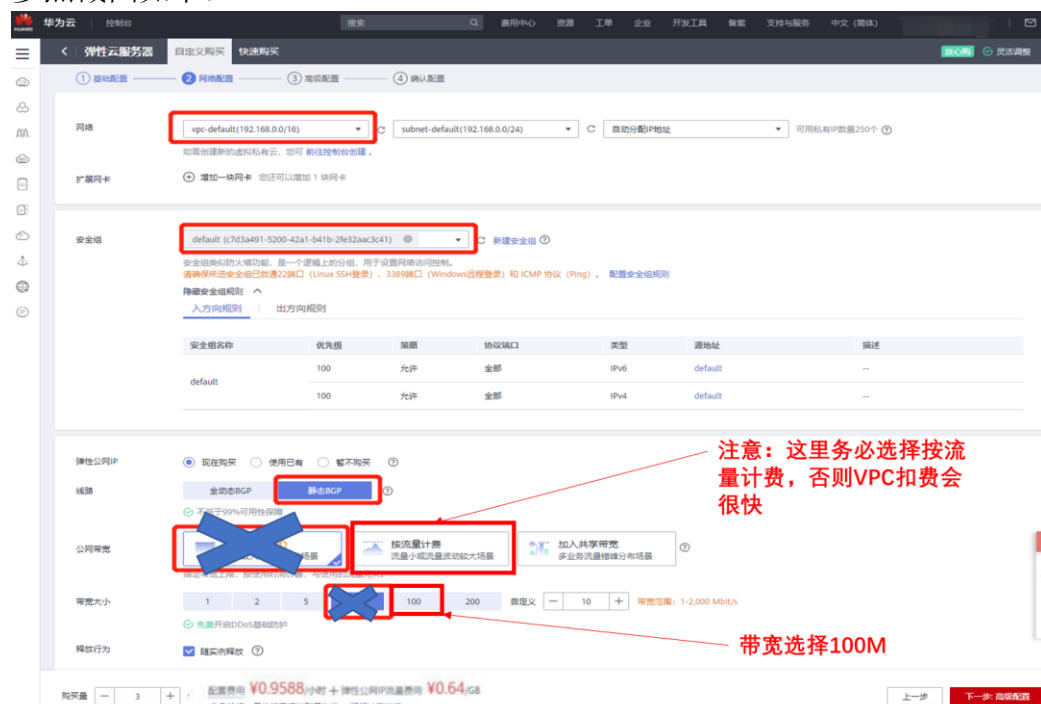 HUAWEI 华为云 控制台 搜索 费用中心 资源 工单 企业 开发工具 备案 支持与服务 中文 (简体)
弹性云服务器 自定义购买 快速购买 放心购 灵活调整
1 基础配置 2 网络配置 3 高级配置 4 确认配置
网络 vpc-default(192.168.0.0/16) subnet-default(192.168.0.0/24) 自动分配IP地址 可用私有IP数量250个
如需创建新的虚拟私有云，您可 前往控制台创建 。
扩展网卡 增加一块网卡 您还可以增加 1 块网卡
安全组 default (c7d3a491-5200-42a1-b41b-2fe32aac3c41) 新建安全组
安全组类似防火墙功能，是一个逻辑上的分组，用于设置网络访问控制。
请确保所选安全组已放通22端口（Linux SSH登录），3389端口（Windows远程登录）和 ICMP 协议（Ping）。 配置安全组规则
隐藏安全组规则
入方向规则 出方向规则
安全组名称 优先级 策略 协议端口 类型 源地址 描述
100 允许 全部 IPv6 default --
default
100 允许 全部 IPv4 default --
注意：这里务必选择按流
量计费，否则VPC扣费会
很快
弹性公网IP 现在购买 使用已有 暂不购买
线路 全动态BGP 静态BGP
不低于99%可用性保障
公网带宽 按流量计费 加入共享带宽
场景 流量小或流量波动较大场景 多业务流量错峰分布场景
带宽大小 1 2 5 100 200 自定义 10 带宽范围：1-2,000 Mbit/s
免费开启DDoS基础防护
带宽选择100M
释放行为 随实例释放
购买量 3 配置费用 ¥0.9588/小时 + 弹性公网IP流量费用 ¥0.64/GB 上一步 下一步: 高级配置